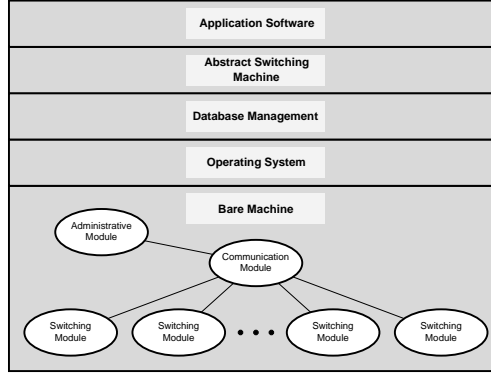 Application Software
Abstract Switching
Machine
Database Management
Operating System
Bare Machine
Administrative
Module
Communication
Module
Switching
Module
Switching
Module
Switching
Module
Switching
Module